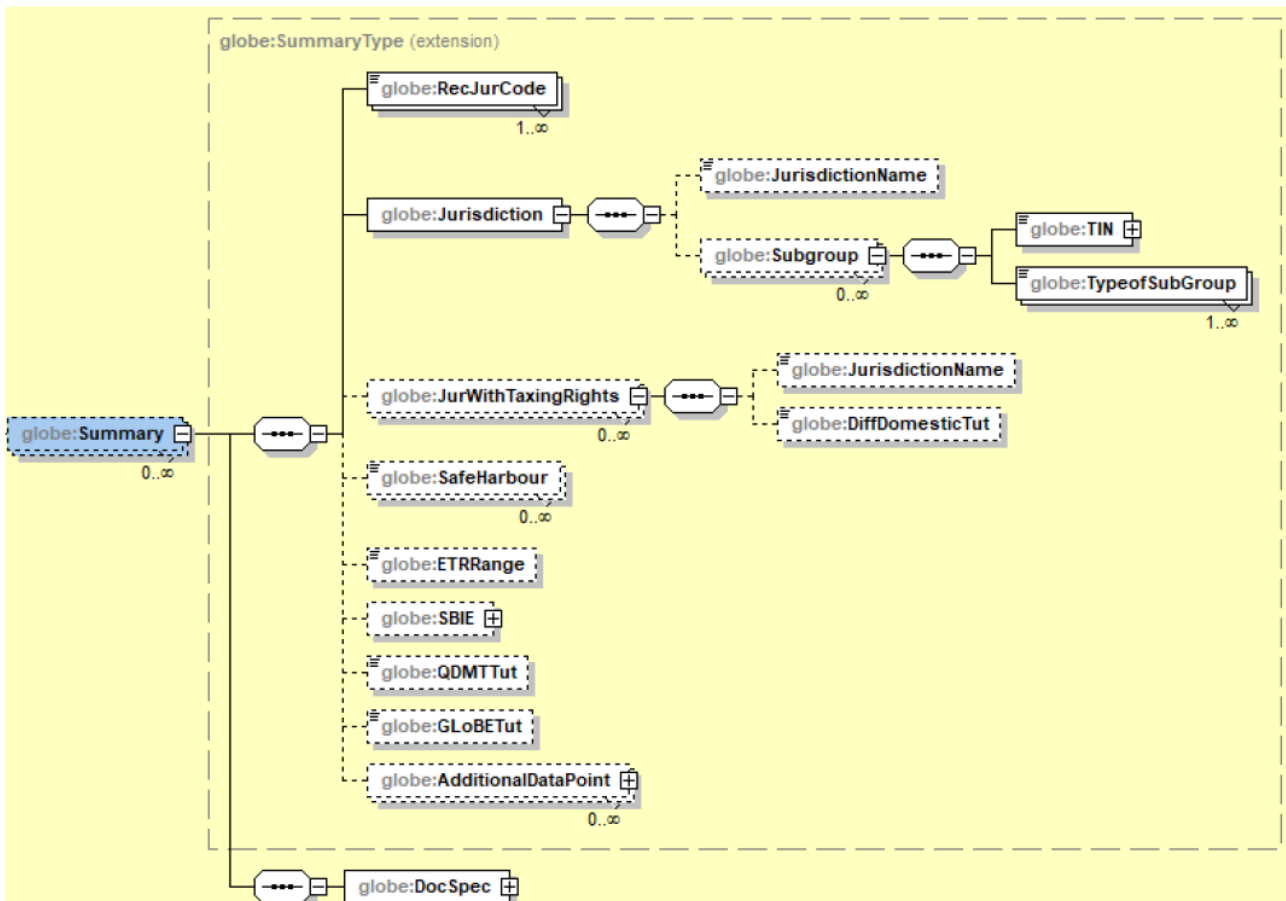 globe:SummaryType (extension)
globe:RecJurCode
1..∞
globe:JurisdictionName
globe:Jurisdiction
globe:TIN
globe:Subgroup
0..∞
globe:TypeofSubGroup
1..∞
globe:JurisdictionName
globe:JurWithTaxingRights
0..∞
globe:DiffDomesticTut
globe:Summary
0..∞
globe:SafeHarbour
0..∞
globe:ETRRange
globe:SBIE
globe:QDMTTut
globe:GLoBETut
globe:AdditionalDataPoint
0..∞
globe:DocSpec